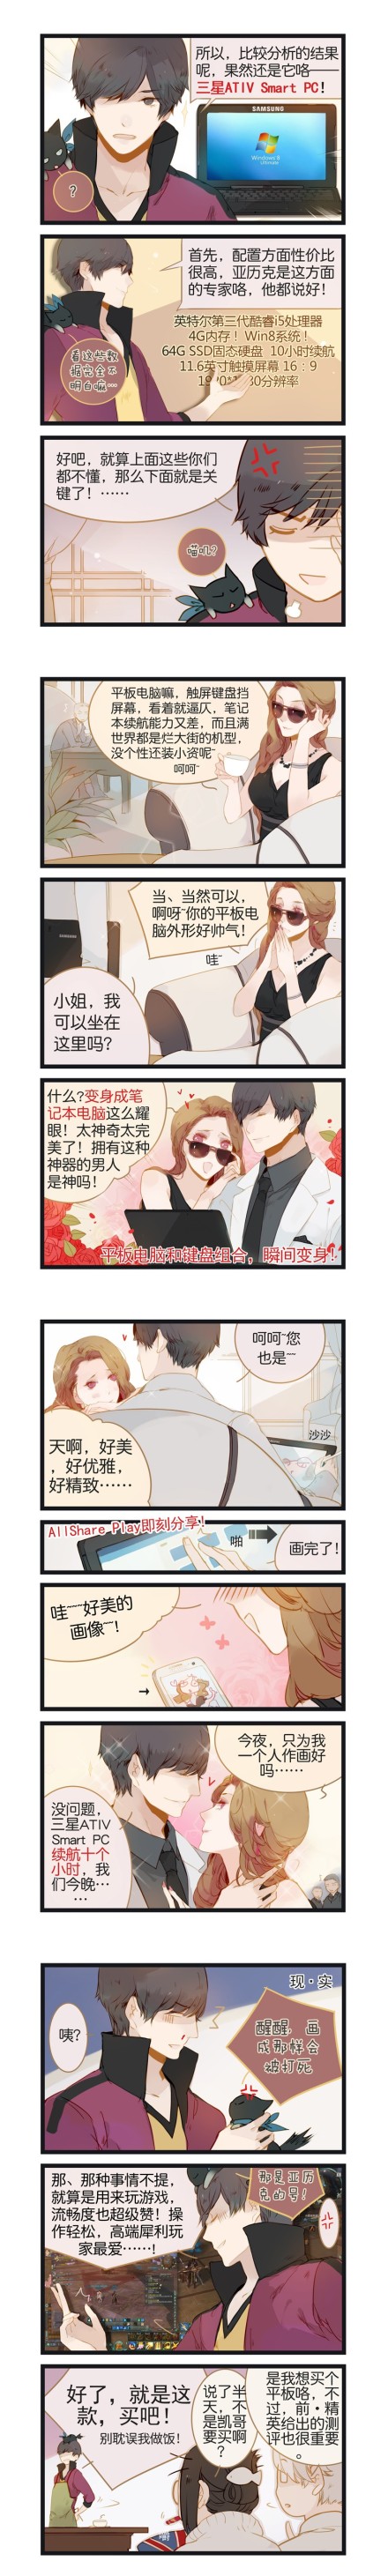 所以，比较分析的结果
呢，果然还是它咯——
三星ATIV Smart PC！
SAMSUNG
Windows 8
?
首先，配置方面性价比
很高，亚历克是这方面
的专家咯，他都说好！
英特尔第三代酷睿i5处理器
4G内存！Win8系统！
64G SSD固态硬盘 10小时续航
11.6英寸触摸屏幕 16：9
分辨率
看这些数
据完全不
明白嘛…
好吧，就算上面这些你们
都不懂，那么下面就是关
键了！……
喵叽?
平板电脑嘛，触屏键盘挡
屏幕，看着就逼仄，笔记
本续航能力又差，而且满
世界都是烂大街的机型，
没个性还装小资呢~
呵呵~
当、当然可以，
啊呀~你的平板电
脑外形好帅气！
哇~
小姐，我
可以坐在
这里吗？
什么?变身成笔
记本电脑这么耀
眼！太神奇太完
美了！拥有这种
神器的男人
是神吗！
平板电脑和键盘组合，瞬间变身！
呵呵~您
也是~~
沙沙
天啊，好美
，好优雅，
好精致……
AllShare Play即刻分享！
啪
画完了！
哇~~~好美的
画像~~！
今夜，只为我
一个人作画好
吗……
没问题，
三星ATIV
Smart PC
续航十个
小时，我
们今晚…
…
现·实
咦？
醒醒，画
成那样会
被打死
那、那种事情不提，
就算是用来玩游戏，
流畅度也超级赞！操
作轻松，高端犀利玩
家最爱……！
那是亚历
克的号！
好了，就是这
款，买吧！
别耽误我做饭！
说了半
天，不
是凯哥
要买啊
？
是我想买个
平板咯，不
过，前·精
英给出的测
评也很重要
。